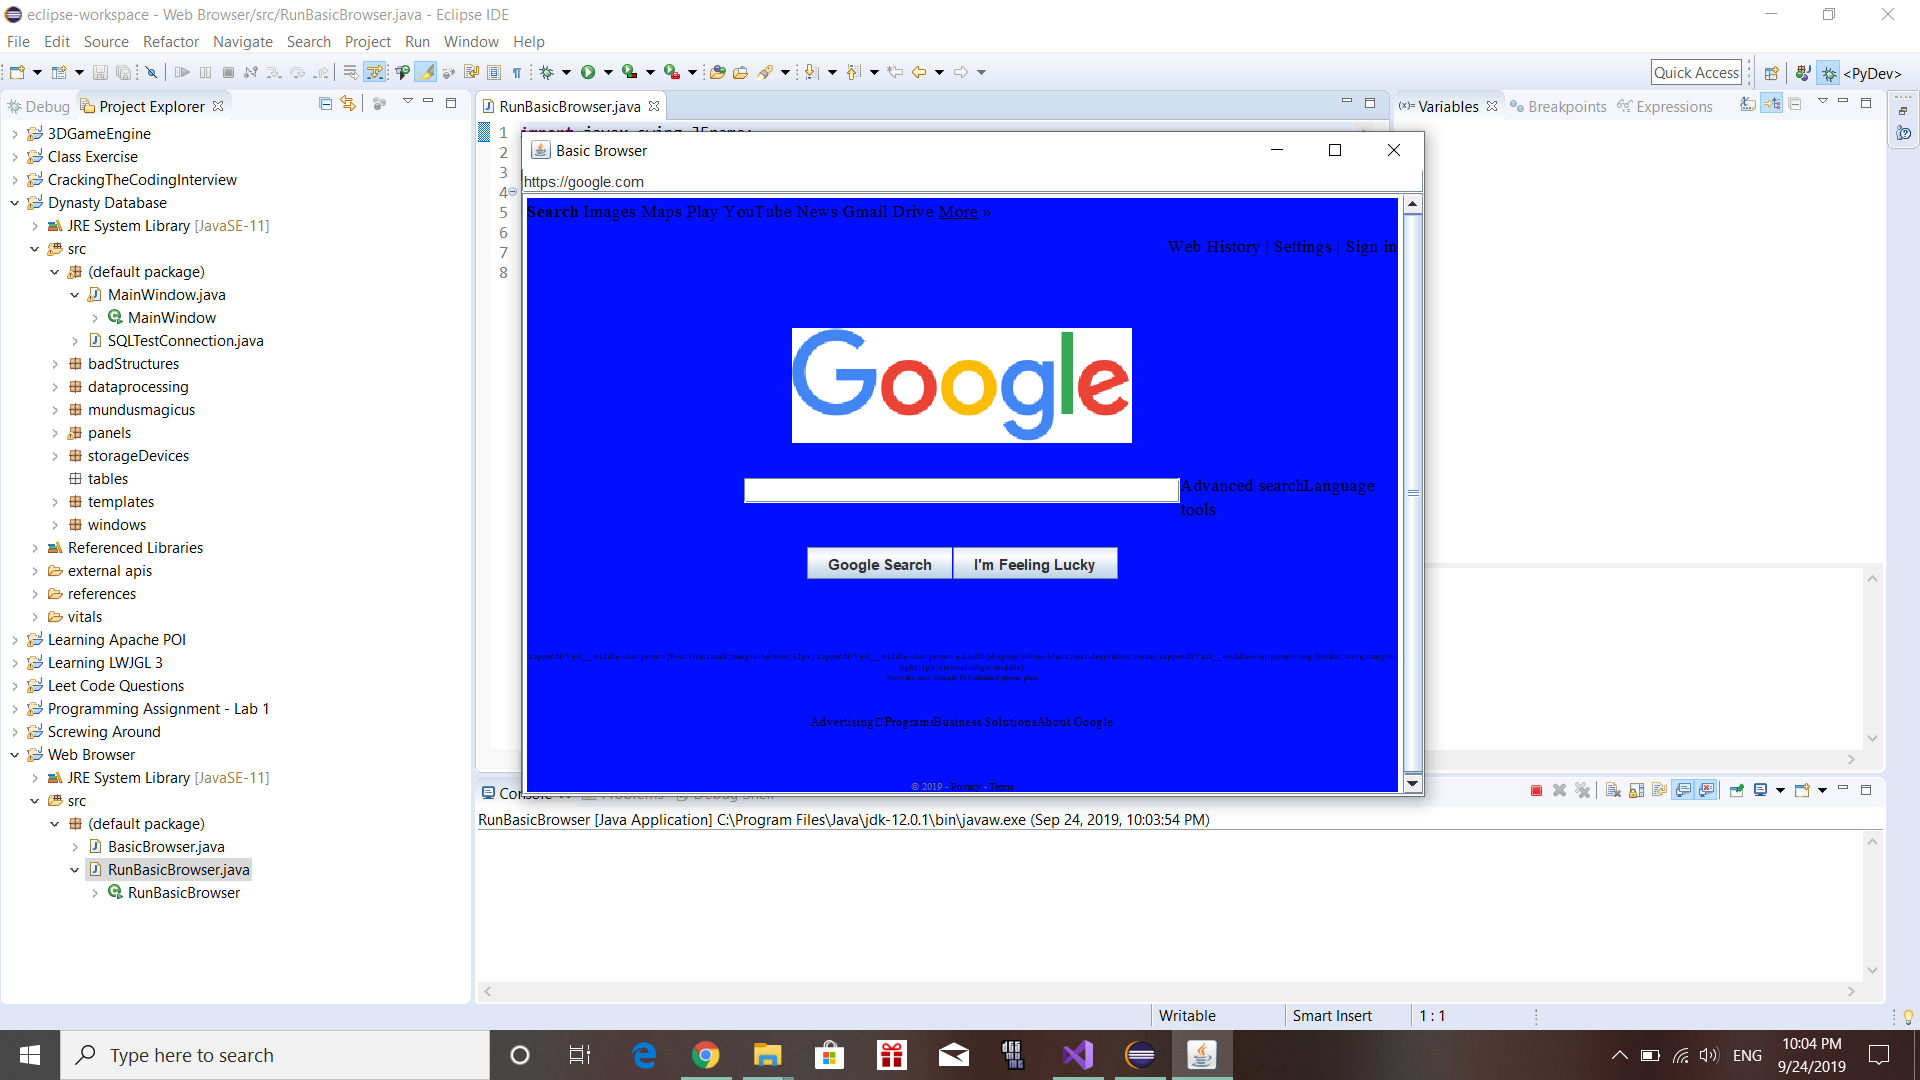 eclipse-workspace - Web Browser/src/RunBasicBrowser.java - Eclipse IDE
File Edit Source Refactor Navigate Search Project Run Window Help
Quick Access <PyDev>
Debug Project Explorer
3DGameEngine
Class Exercise
CrackingTheCodingInterview
Dynasty Database
JRE System Library [JavaSE-11]
src
(default package)
MainWindow.java
MainWindow
SQLTestConnection.java
badStructures
dataprocessing
mundusmagicus
panels
storageDevices
tables
templates
windows
Referenced Libraries
external apis
references
vitals
Learning Apache POI
Learning LWJGL 3
Leet Code Questions
Programming Assignment - Lab 1
Screwing Around
Web Browser
JRE System Library [JavaSE-11]
src
(default package)
BasicBrowser.java
RunBasicBrowser.java
RunBasicBrowser
RunBasicBrowser.java
1
2
3
4
5
6
7
8
Basic Browser
https://google.com
Search Images Maps Play YouTube News Gmail Drive More »
Web History | Settings | Sign in
Google
Advanced searchLanguage
tools
Google Search I'm Feeling Lucky
Advertising ProgramsBusiness SolutionsAbout Google
© 2019 - Privacy - Terms
(x)= Variables Breakpoints Expressions
Console Problems Debug Shell
RunBasicBrowser [Java Application] C:\Program Files\Java\jdk-12.0.1\bin\javaw.exe (Sep 24, 2019, 10:03:54 PM)
Writable Smart Insert 1 : 1
Type here to search
ENG
10:04 PM
9/24/2019